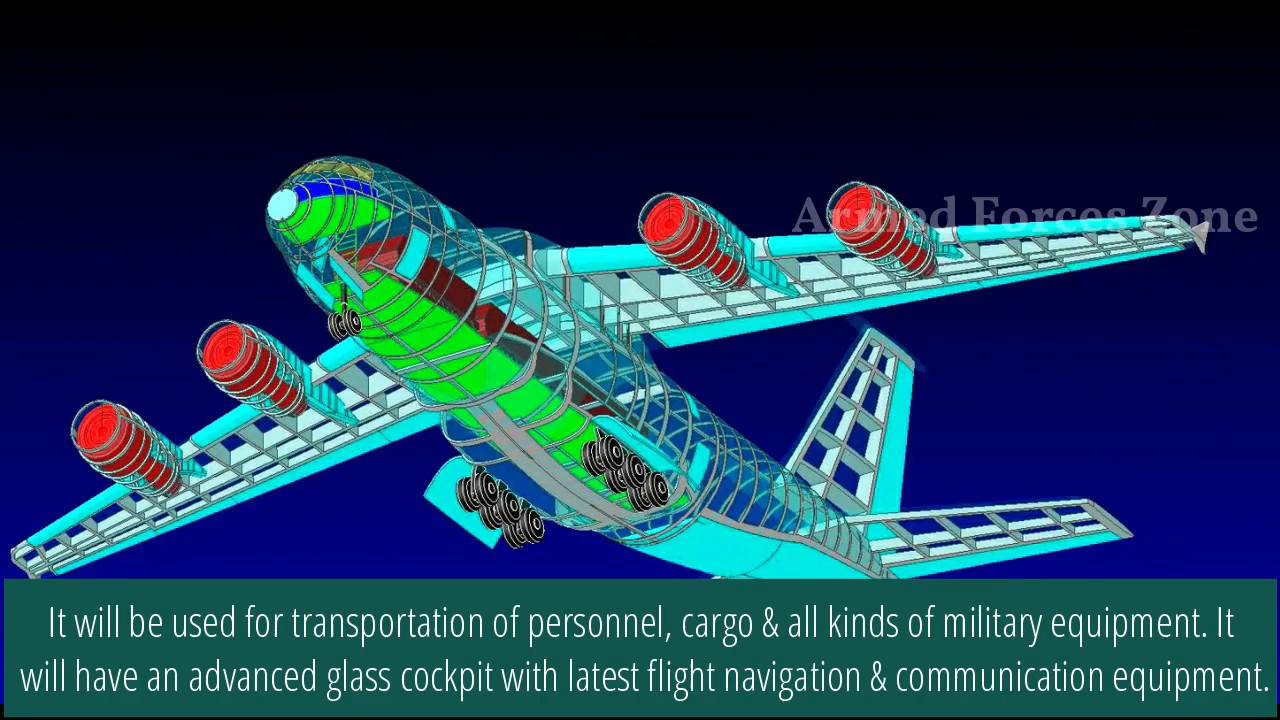 Armed Forces Zone
It will be used for transportation of personnel, cargo & all kinds of military equipment. It
will have an advanced glass cockpit with latest flight navigation & communication equipment.